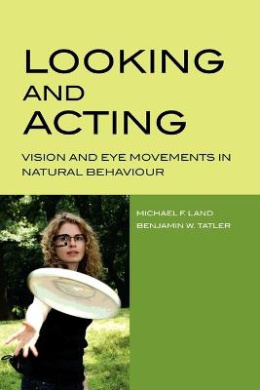 LOOKING
AND
ACTING
VISION AND EYE MOVEMENTS IN
NATURAL BEHAVIOUR
MICHAEL F. LAND
BENJAMIN W. TATLER